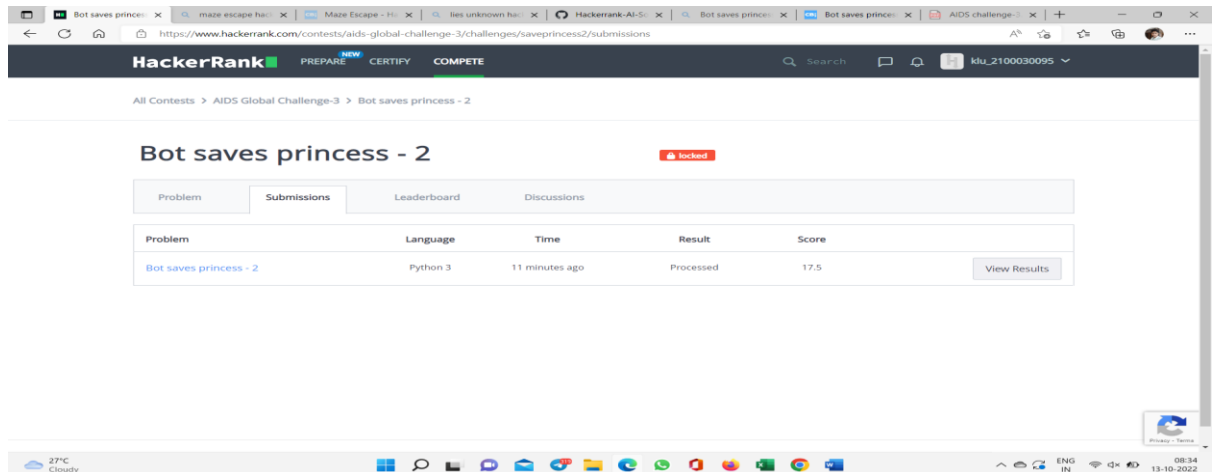 Bot saves princes
maze escape hack
Maze Escape - Ha
lies unknown hac
Hackerrank-AI-So
Bot saves princes
Bot saves princes
AIDS challenge-3
https://www.hackerrank.com/contests/aids-global-challenge-3/challenges/saveprincess2/submissions
HackerRank
PREPARE NEW CERTIFY COMPETE
Search
klu_2100030095
All Contests > AIDS Global Challenge-3 > Bot saves princess - 2
Bot saves princess - 2
locked
Problem Submissions Leaderboard Discussions
Problem Language Time Result Score
Bot saves princess - 2 Python 3 11 minutes ago Processed 17.5 View Results
Privacy - Terms
27°C
Cloudy
ENG
IN
08:34
13-10-2022